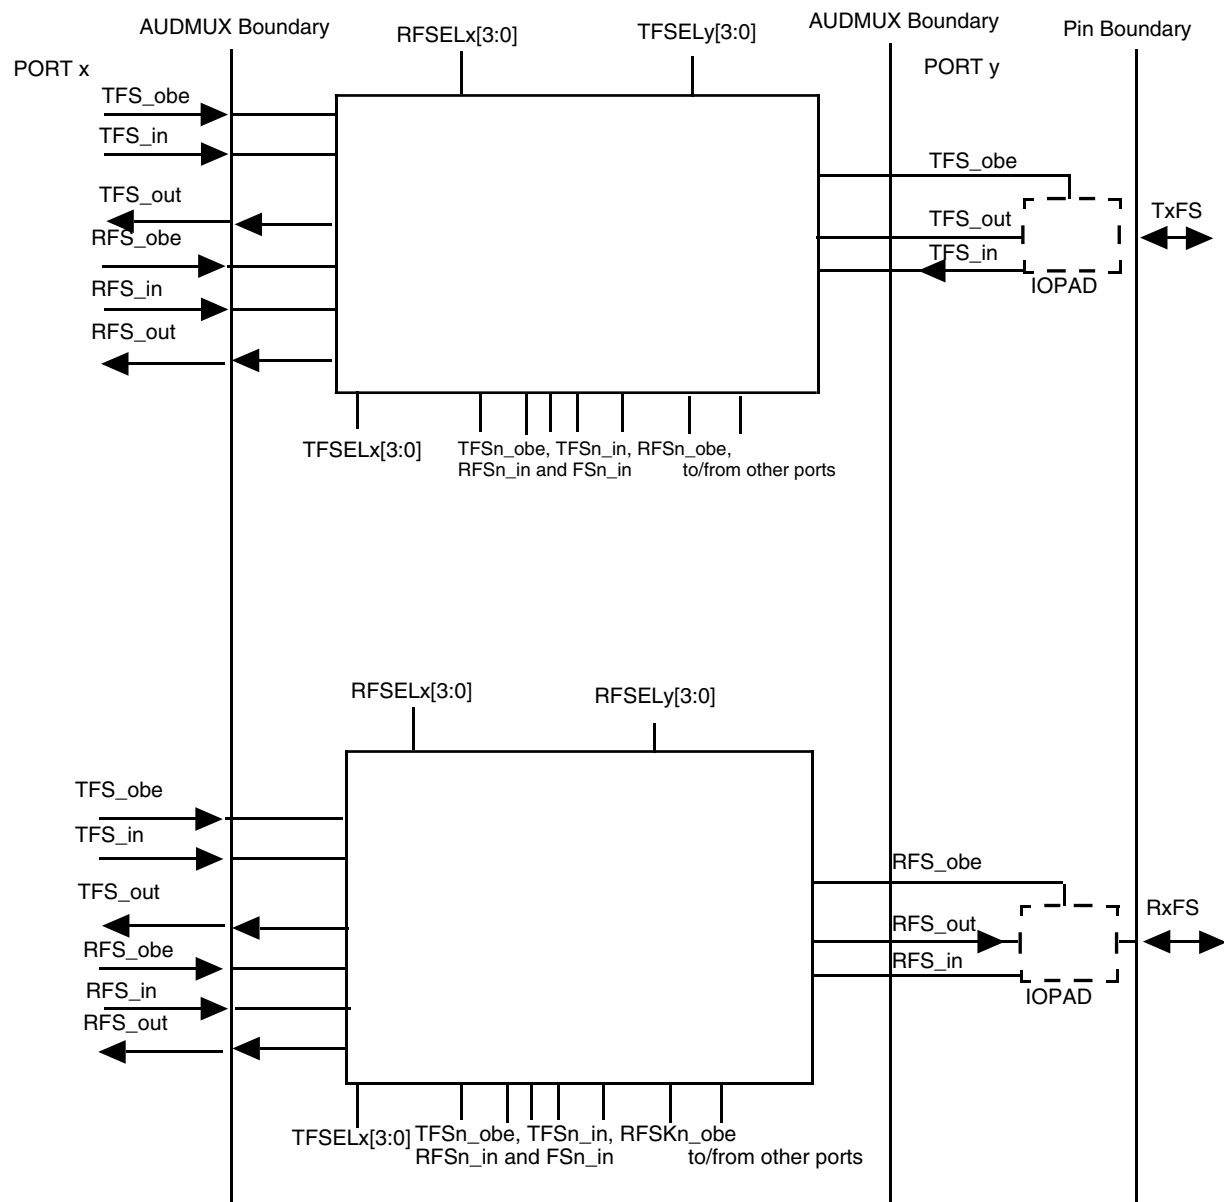 AUDMUX Boundary
RFSELx[3:0]
TFSELy[3:0]
AUDMUX Boundary
Pin Boundary
PORT x
PORT y
TFS_obe
TFS_in
TFS_out
RFS_obe
RFS_in
RFS_out
TFS_obe
TFS_out
TFS_in
TxFS
IOPAD
TFSELx[3:0]
TFSn_obe, TFSn_in, RFSn_obe,
RFSn_in and FSn_in
to/from other ports
RFSELx[3:0]
RFSELy[3:0]
TFS_obe
TFS_in
TFS_out
RFS_obe
RFS_in
RFS_out
RFS_obe
RFS_out
RFS_in
RxFS
IOPAD
TFSELx[3:0]
TFSn_obe, TFSn_in, RFSKn_obe
RFSn_in and FSn_in
to/from other ports